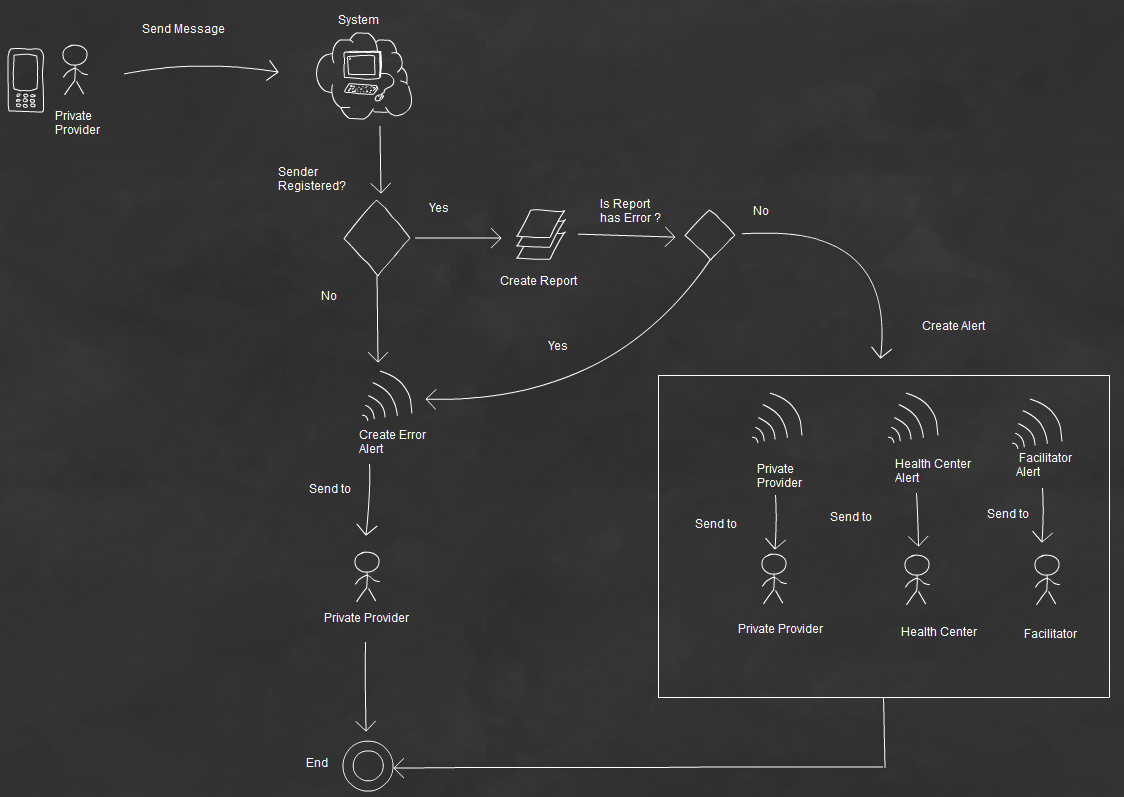 System
Send Message
Private
Provider
Sender
Registered?
Yes
Is Report
has Error ?
No
Create Report
No
Yes
Create Alert
Create Error
Alert
Private
Provider
Health Center
Alert
Facilitator
Alert
Send to
Send to
Send to
Send to
Private Provider
Private Provider
Health Center
Facilitator
End